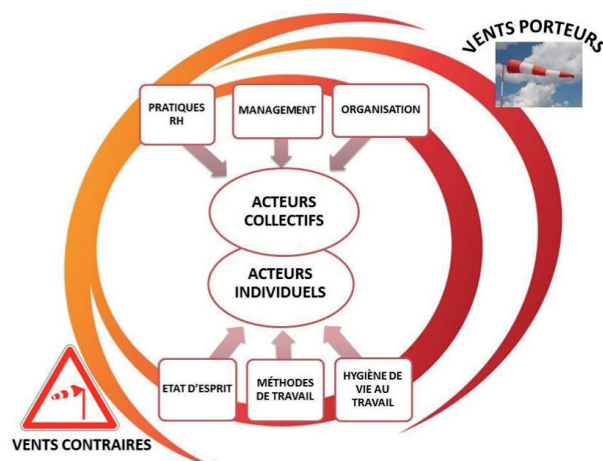 VENTS PORTEURS
PRATIQUES
RH
MANAGEMENT
ORGANISATION
ACTEURS
COLLECTIFS
ACTEURS
INDIVIDUELS
ETAT D'ESPRIT
MÉTHODES
DE TRAVAIL
HYGIÈNE DE
VIE AU
TRAVAIL
VENTS CONTRAIRES